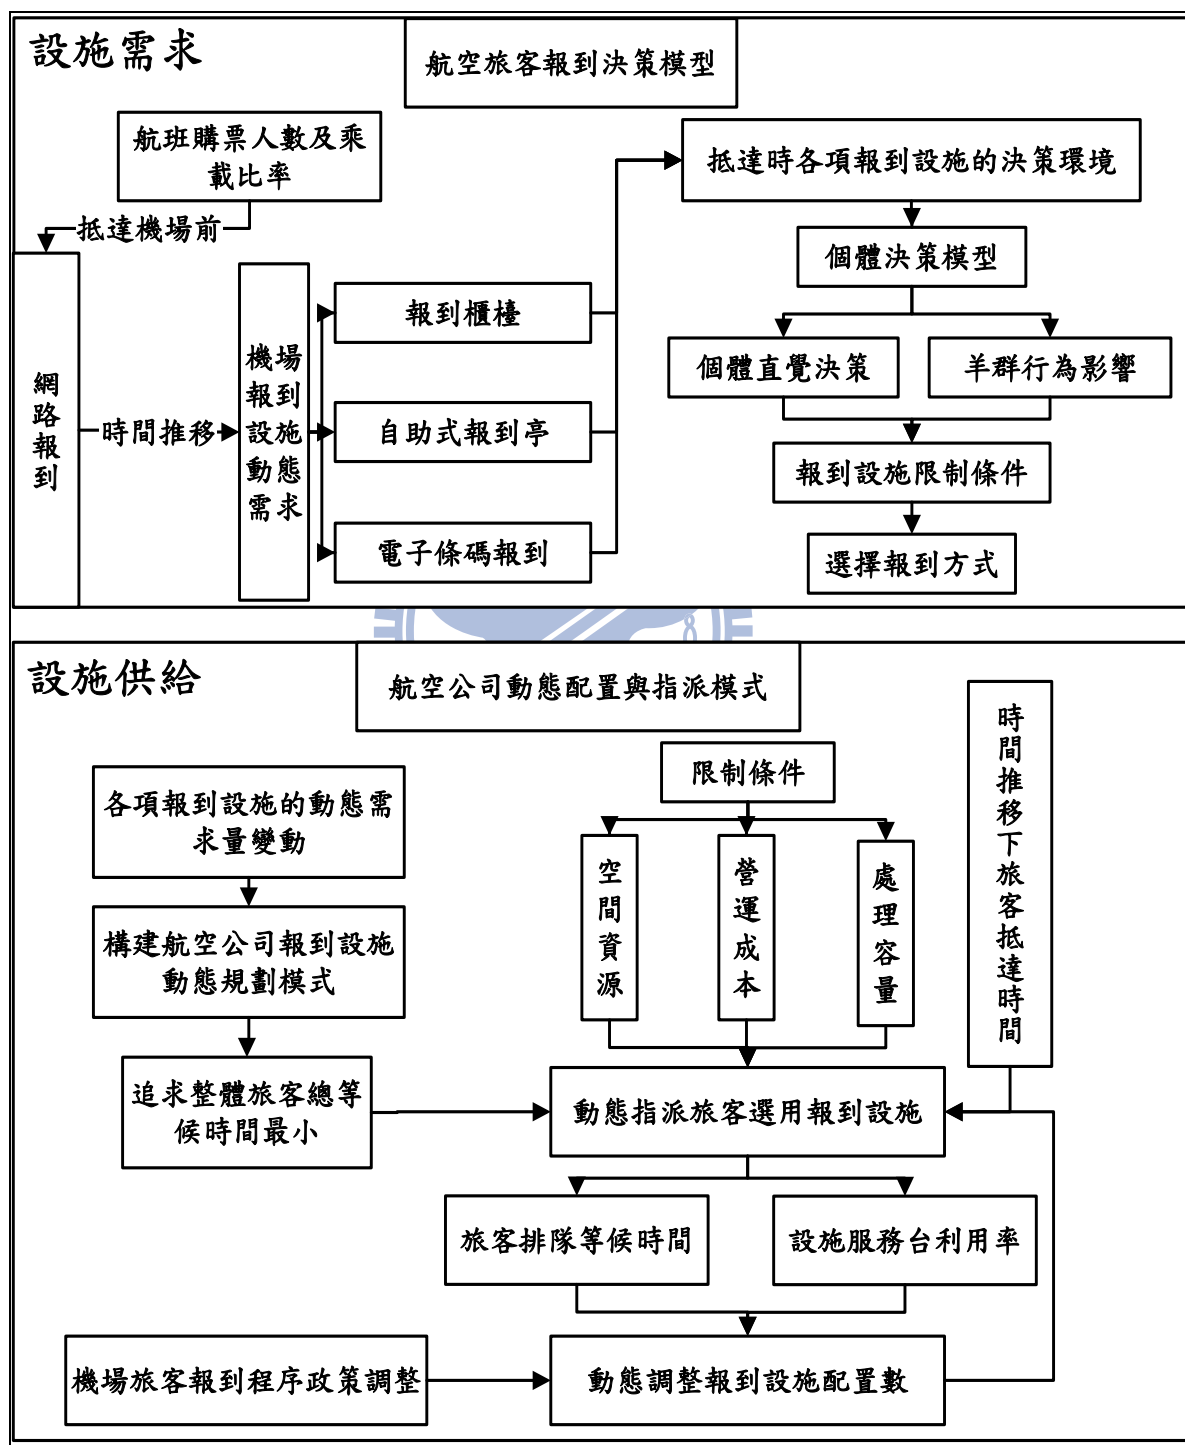 設施需求
航空旅客報到決策模型
航班購票人數及乘
載比率
抵達機場前
網路報到
時間推移
機場
報到
設施
動態
需求
報到櫃檯
自助式報到亭
電子條碼報到
抵達時各項報到設施的決策環境
個體決策模型
個體直覺決策
羊群行為影響
報到設施限制條件
選擇報到方式
設施供給
航空公司動態配置與指派模式
各項報到設施的動態需
求量變動
構建航空公司報到設施
動態規劃模式
追求整體旅客總等
候時間最小
限制條件
空間資源
營運成本
處理容量
時間推移下旅客抵達時間
動態指派旅客選用報到設施
旅客排隊等候時間
設施服務台利用率
機場旅客報到程序政策調整
動態調整報到設施配置數